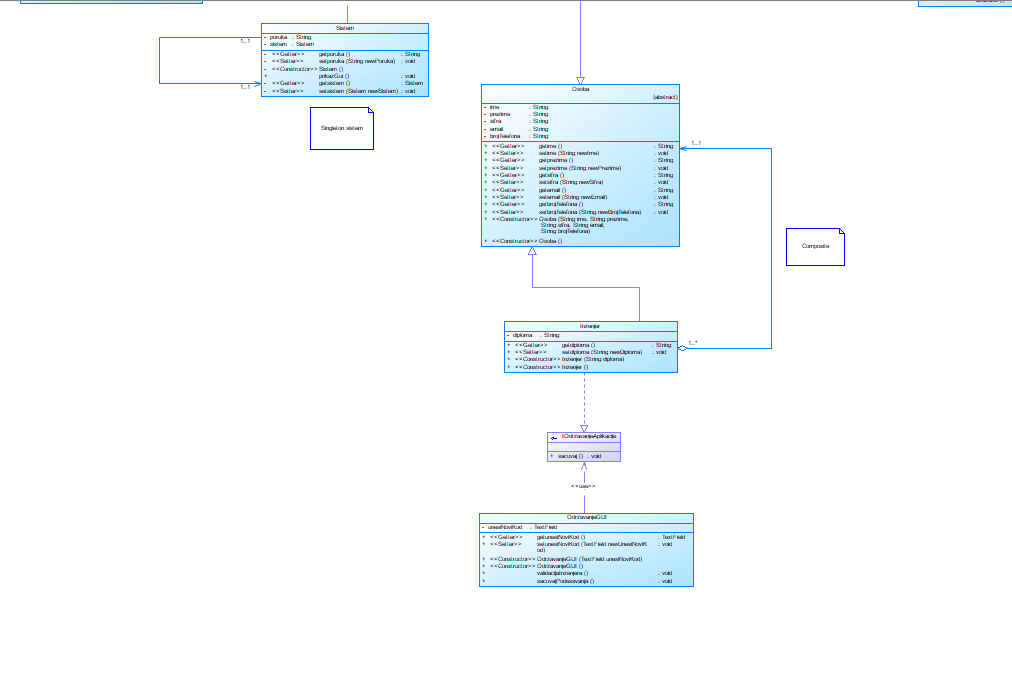 Sistem
- poruka : String
- sistem : Sistem
- <<Getter>> getporuka () : String
- <<Setter>> setporuka (String newPoruka) : void
- <<Constructor>> Sistem ()
+ prikaziGui () : void
- <<Getter>> getsistem () : Sistem
- <<Setter>> setsistem (Sistem newSistem) : void
1..1
1..1
Singleton sistem
Osoba
{abstract}
- ime : String
- prezime : String
- sifra : String
- email : String
- brojTelefona : String
+ <<Getter>> getime () : String
+ <<Setter>> setime (String newIme) : void
+ <<Getter>> getprezime () : String
+ <<Setter>> setprezime (String newPrezime) : void
+ <<Getter>> getsifra () : String
+ <<Setter>> setsifra (String newSifra) : void
+ <<Getter>> getemail () : String
+ <<Setter>> setemail (String newEmail) : void
+ <<Getter>> getbrojTelefona () : String
+ <<Setter>> setbrojTelefona (String newBrojTelefona) : void
+ <<Constructor>> Osoba (String ime, String prezime,
String sifra, String email,
String brojTelefona)
+ <<Constructor>> Osoba ()
1..1
Composite
Inzenjer
- diploma : String
+ <<Getter>> getdiploma () : String
+ <<Setter>> setdiploma (String newDiploma) : void
+ <<Constructor>> Inzenjer (String diploma)
+ <<Constructor>> Inzenjer ()
1..*
IOdrzavanjeAplikacije
+ sacuvaj () : void
<<use>>
OdrzavanjeGUI
- unesiNoviKod : TextField
+ <<Getter>> getunesiNoviKod () : TextField
+ <<Setter>> setunesiNoviKod (TextField newUnesiNoviK : void
od)
+ <<Constructor>> OdrzavanjeGUI (TextField unesiNoviKod)
+ <<Constructor>> OdrzavanjeGUI ()
+ validacijaInzenjera () : void
+ sacuvajPodesavanja () : void